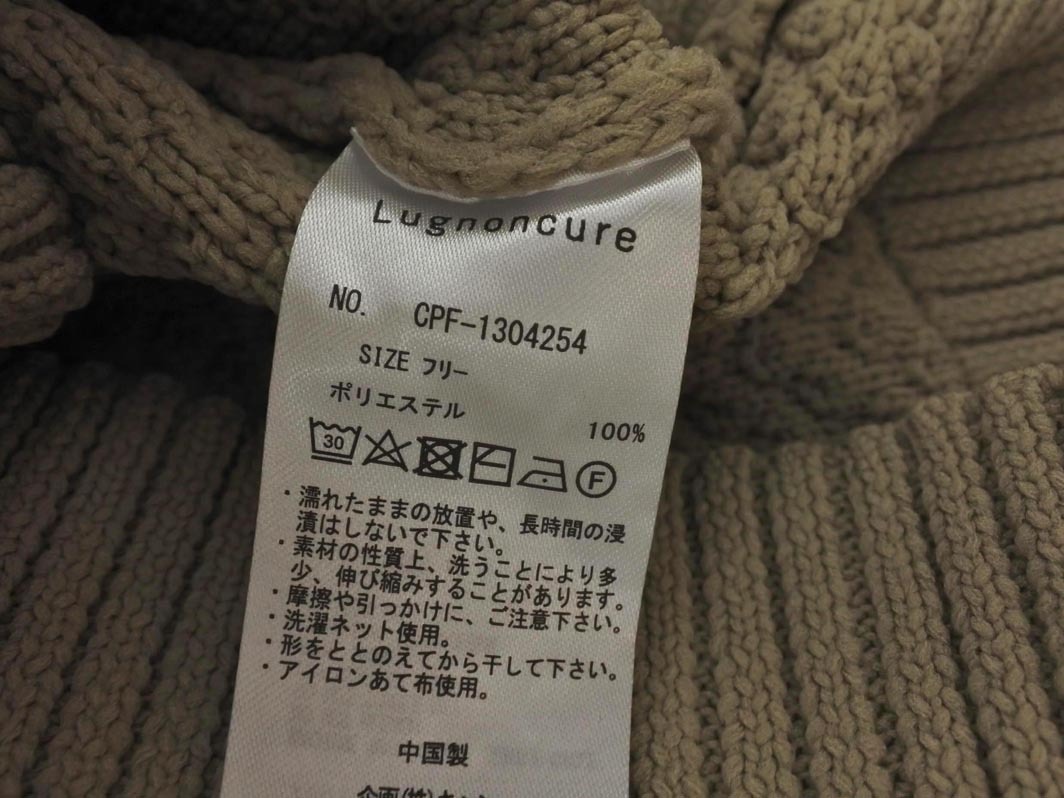 Lugnoncure
NO. CPF-1304254
SIZE フリー
ポリエステル
100%
30
F
・濡れたままの放置や、長時間の浸
漬はしないで下さい。
・素材の性質上、洗うことにより多
少、伸び縮みすることがあります。
・摩擦や引っかけに、ご注意下さい。
・洗濯ネット使用。
・形をととのえてから干して下さい。
・アイロンあて布使用。
中国製
企画(株)